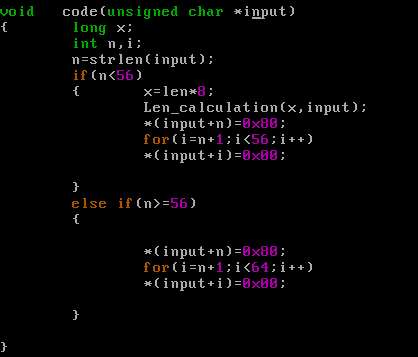 void   code(unsigned char *input)
{        long x;
         int n,i;
         n=strlen(input);
         if(n<56)
         {        x=len*8;
                  Len_calculation(x,input);
                  *(input+n)=0x80;
                  for(i=n+1;i<56;i++)
                  *(input+i)=0x00;
         }
         else if(n>=56)
         {
                  *(input+n)=0x80;
                  for(i=n+1;i<64;i++)
                  *(input+i)=0x00;
         }
}